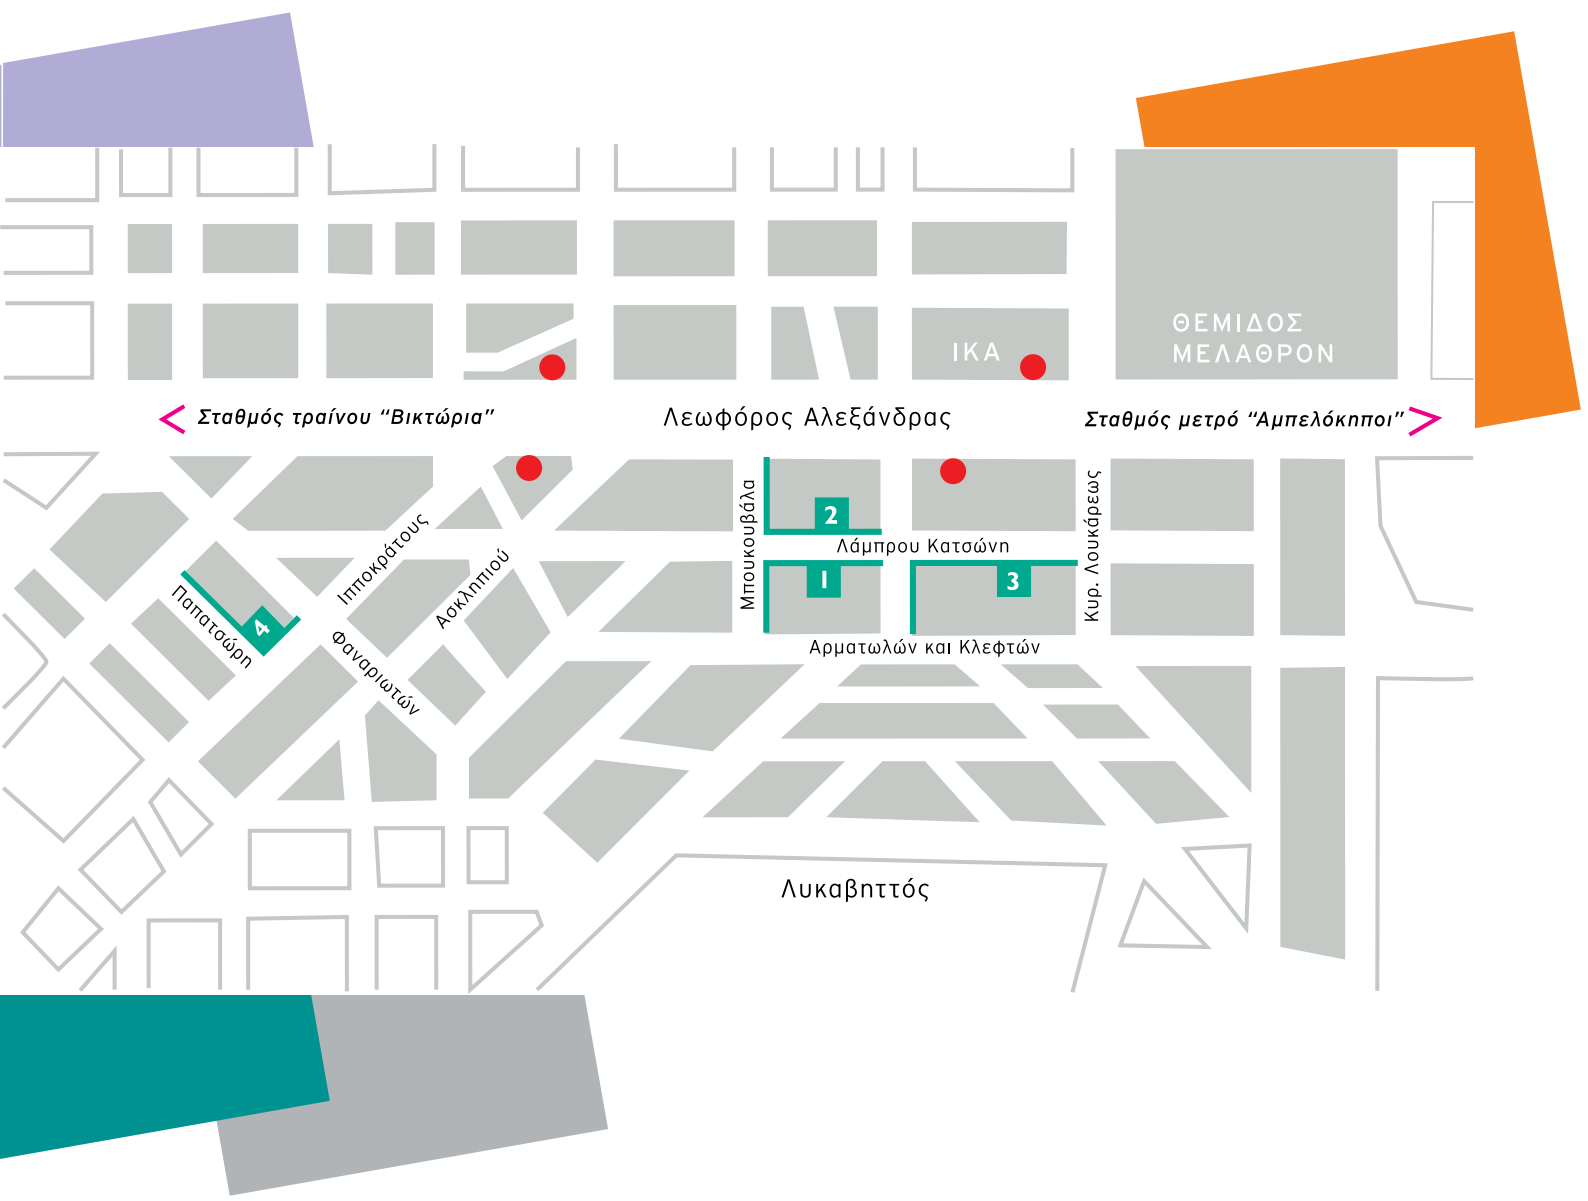 ΘΕΜΙΔΟΣ
ΜΕΛΑΘΡΟΝ
ΙΚΑ
Σταθμός τραίνου “Βικτώρια”
Λεωφόρος Αλεξάνδρας
Σταθμός μετρό “Αμπελόκηποι”
Μπουκουβάλα
2
Κυρ. Λουκάρεως
Λάμπρου Κατσώνη
Ιπποκράτους
Ασκληπιού
1
3
Παπατσώρη
4
Φαναριωτών
Αρματωλών και Κλεφτών
Λυκαβηττός